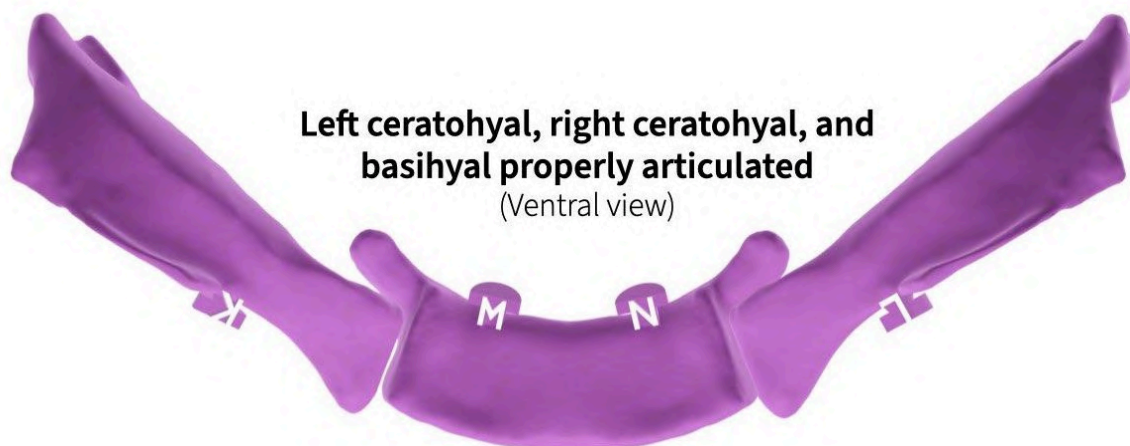 Left ceratohyal, right ceratohyal, and
basihyal properly articulated
(Ventral view)
M
N
K
L